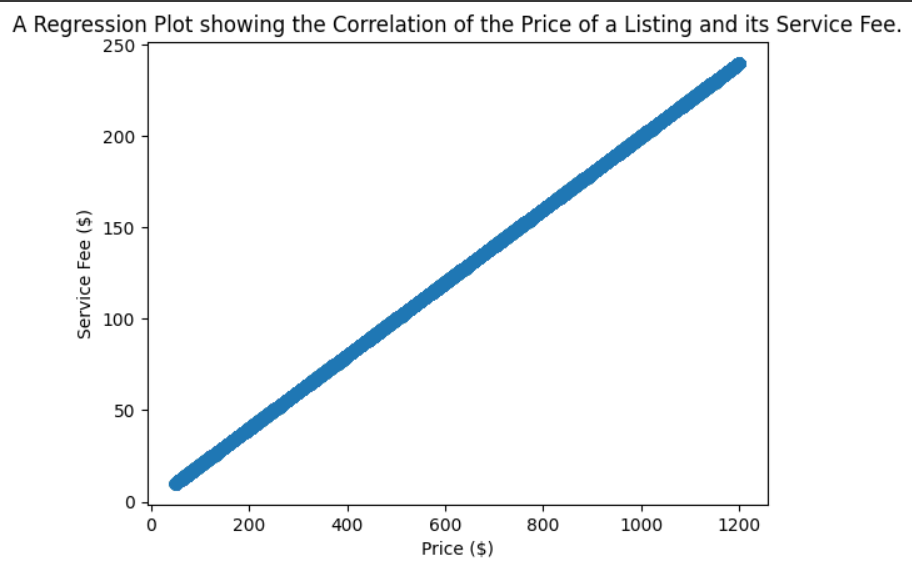 A Regression Plot showing the Correlation of the Price of a Listing and its Service Fee.
250
200
150
100
50
0
Service Fee ($)
0 200 400 600 800 1000 1200
Price ($)